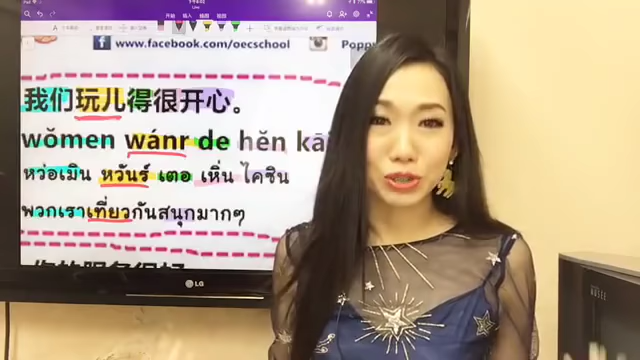 www.facebook.com/oecschool
Poppy
我们玩儿得很开心。
wǒmen wánr de hěn kāi
หว่อเมิน หวันร์ เตอ เหิ่น ไคซิน
พวกเราเที่ยวกันสนุกมากๆ
LG